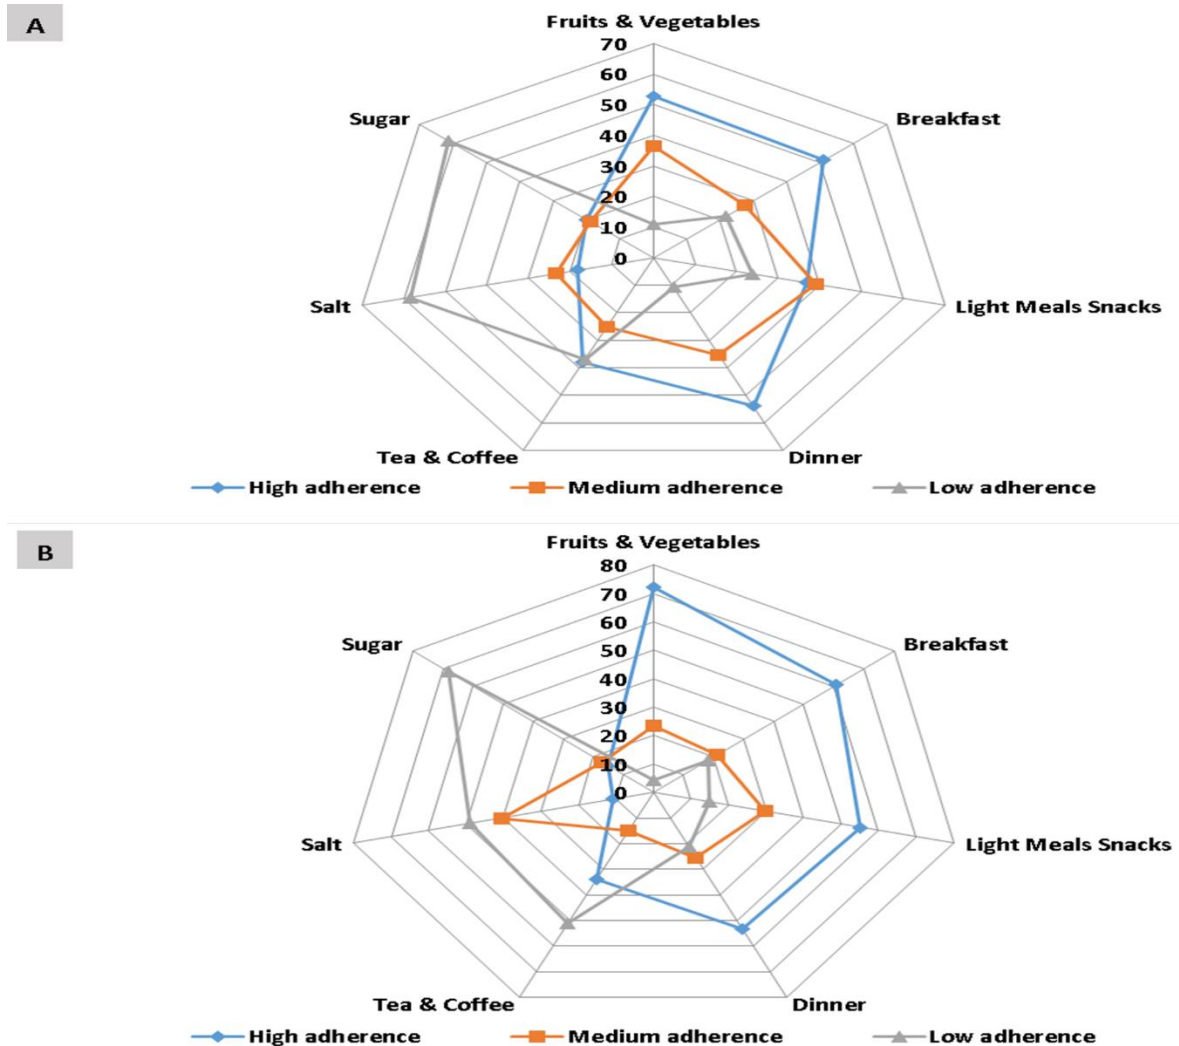 A
Fruits & Vegetables
70
60
Sugar
50
Breakfast
40
30
20
10
0
Salt
Light Meals Snacks
Tea & Coffee
Dinner
High adherence
Medium adherence
Low adherence
B
Fruits & Vegetables
80
70
Sugar
60
Breakfast
50
40
30
20
10
0
Salt
Light Meals Snacks
Tea & Coffee
Dinner
High adherence
Medium adherence
Low adherence